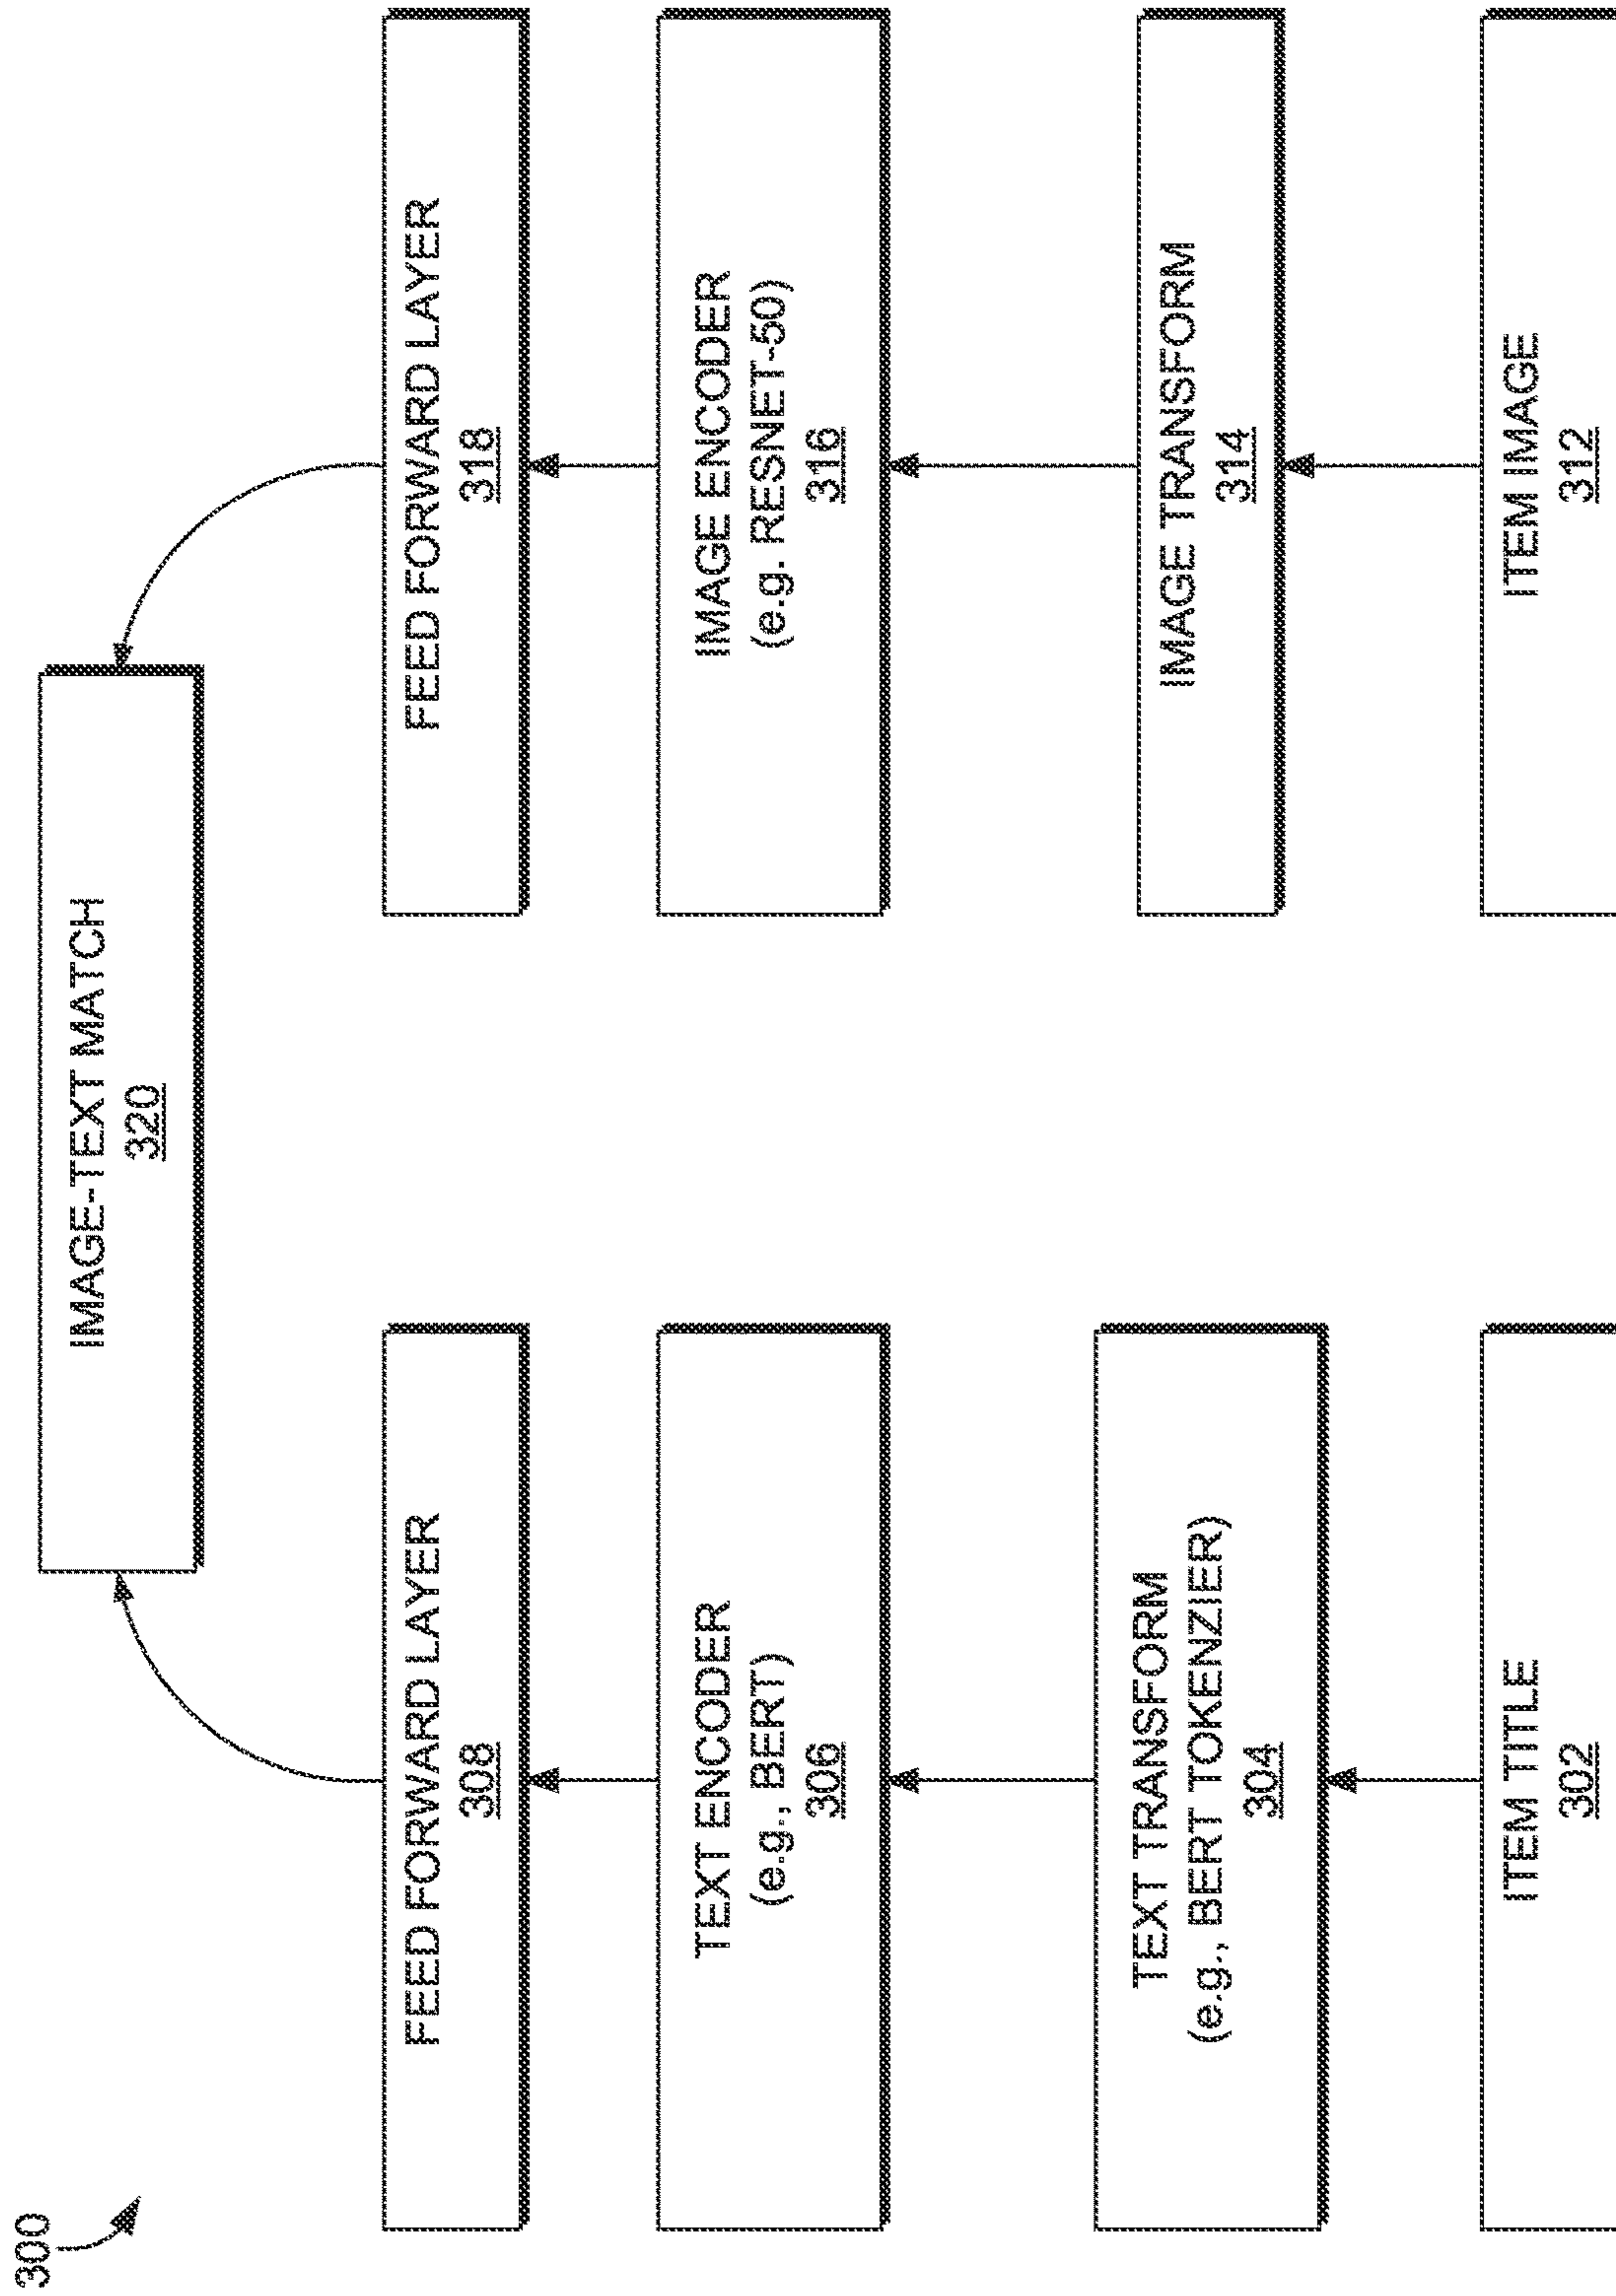 300
IMAGE-TEXT MATCH
320
FEED FORWARD LAYER
308
FEED FORWARD LAYER
318
TEXT ENCODER
(e.g., BERT)
306
IMAGE ENCODER
(e.g. RESNET-50)
316
TEXT TRANSFORM
(e.g., BERT TOKENZIER)
304
IMAGE TRANSFORM
314
ITEM TITLE
302
ITEM IMAGE
312